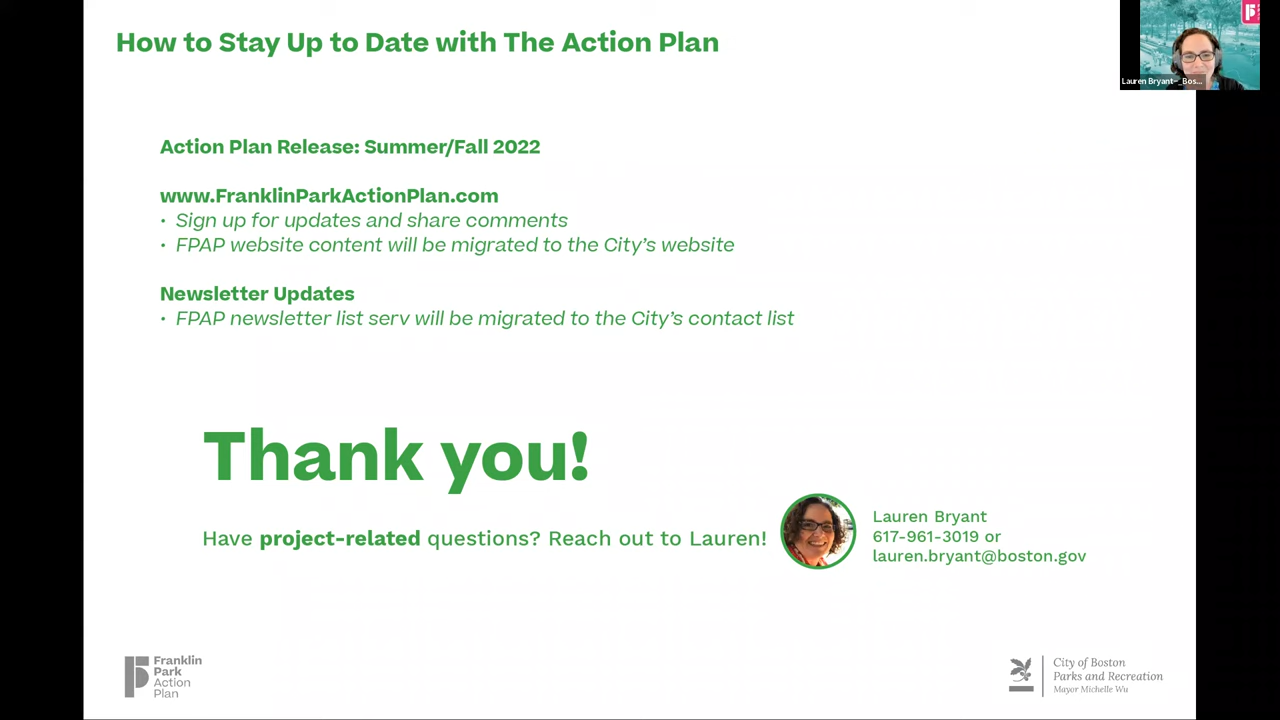 How to Stay Up to Date with The Action Plan
Lauren Bryant-_Bos...
Action Plan Release: Summer/Fall 2022
www.FranklinParkActionPlan.com
• Sign up for updates and share comments
• FPAP website content will be migrated to the City's website
Newsletter Updates
• FPAP newsletter list serv will be migrated to the City's contact list
Thank you!
Have project-related questions? Reach out to Lauren!
Lauren Bryant
617-961-3019 or
lauren.bryant@boston.gov
Franklin
Park
Action
Plan
City of Boston
Parks and Recreation
Mayor Michelle Wu